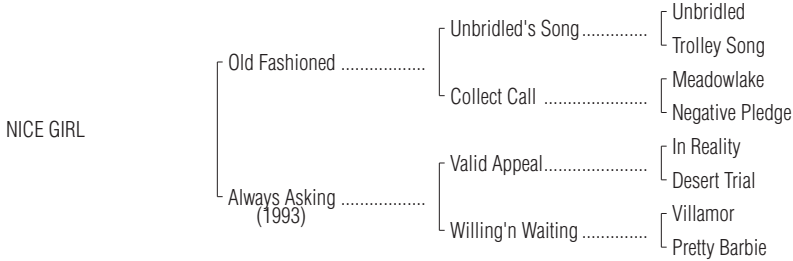 Unbridled
Unbridled's Song..............
Trolley Song
Old Fashioned ..................
Meadowlake
Collect Call ......................
Negative Pledge
NICE GIRL
In Reality
Valid Appeal......................
Desert Trial
Always Asking ..................
(1993)
Villamor
Willing'n Waiting ..............
Pretty Barbie